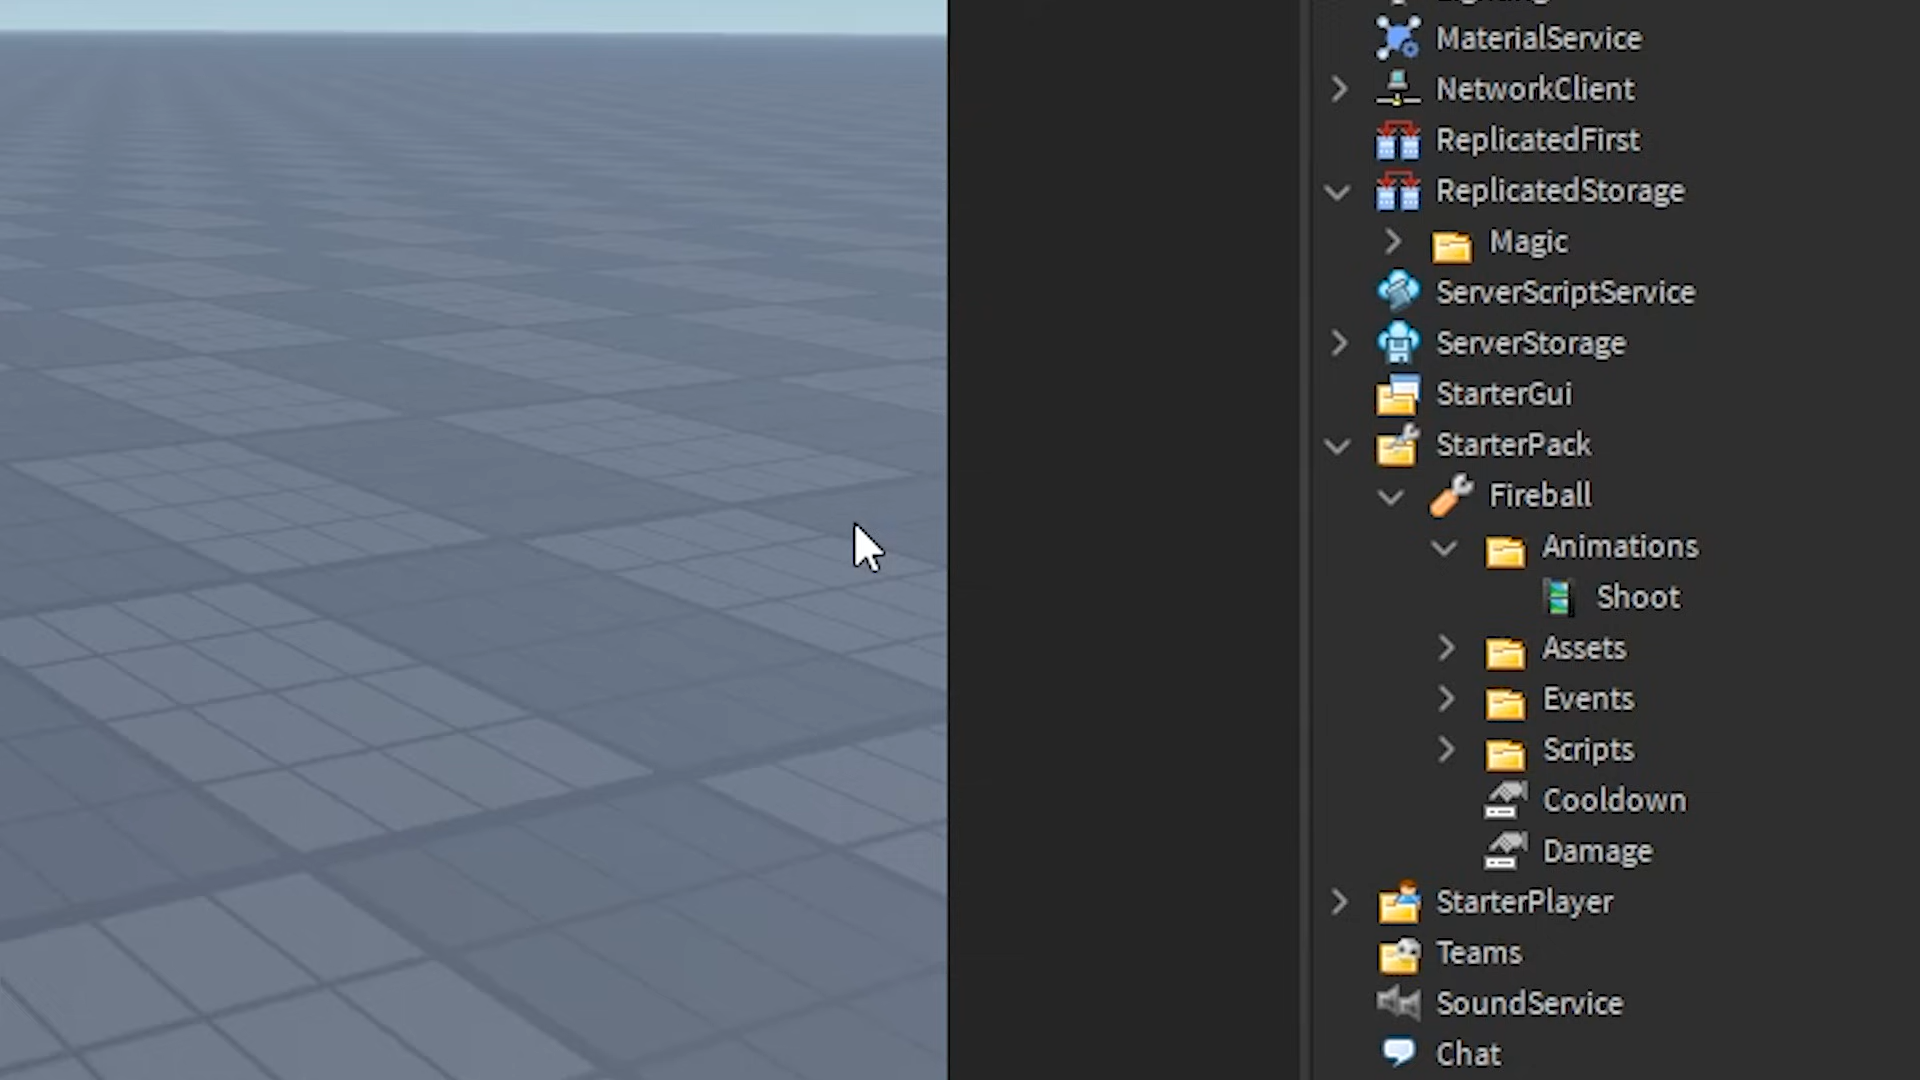 MaterialService
NetworkClient
ReplicatedFirst
ReplicatedStorage
Magic
ServerScriptService
ServerStorage
StarterGui
StarterPack
Fireball
Animations
Shoot
Assets
Events
Scripts
Cooldown
Damage
StarterPlayer
Teams
SoundService
Chat